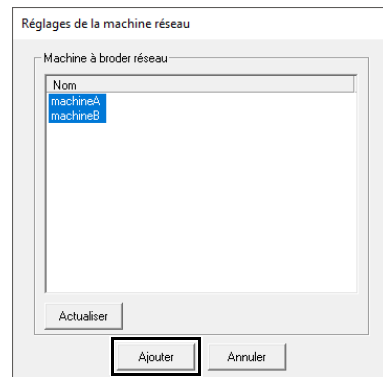 Réglages de la machine réseau
Machine à broder réseau
Nom
machineA
machineB
Actualiser
Ajouter
Annuler